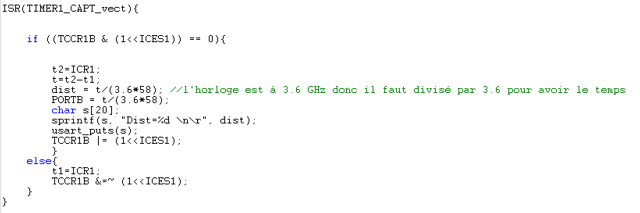 ISR(TIMER1_CAPT_vect){
if ((TCCR1B & (1<<ICES1)) == 0){
t2=ICR1;
t=t2-t1;
dist = t/(3.6*58); //l'horloge est à 3.6 GHz donc il faut divisé par 3.6 pour avoir le temps
PORTB = t/(3.6*58);
char s[20];
sprintf(s, "Dist=%d \n\r", dist);
usart_puts(s);
TCCR1B |= (1<<ICES1);
}
else{
t1=ICR1;
TCCR1B &=~ (1<<ICES1);
}
}